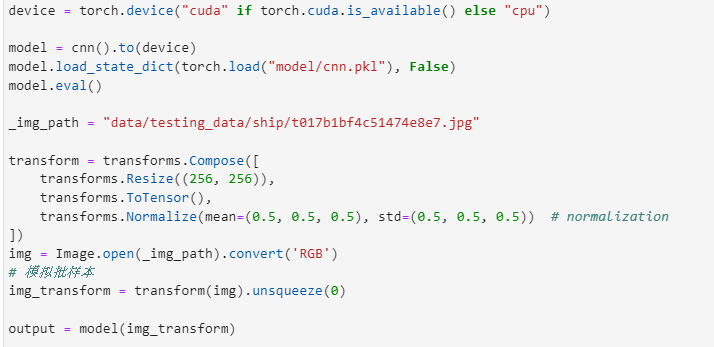 device = torch.device("cuda" if torch.cuda.is_available() else "cpu")
model = cnn().to(device)
model.load_state_dict(torch.load("model/cnn.pkl"), False)
model.eval()
_img_path = "data/testing_data/ship/t017b1bf4c51474e8e7.jpg"
transform = transforms.Compose([
    transforms.Resize((256, 256)),
    transforms.ToTensor(),
    transforms.Normalize(mean=(0.5, 0.5, 0.5), std=(0.5, 0.5, 0.5))  # normalization
])
img = Image.open(_img_path).convert('RGB')
# 模拟批样本
img_transform = transform(img).unsqueeze(0)
output = model(img_transform)